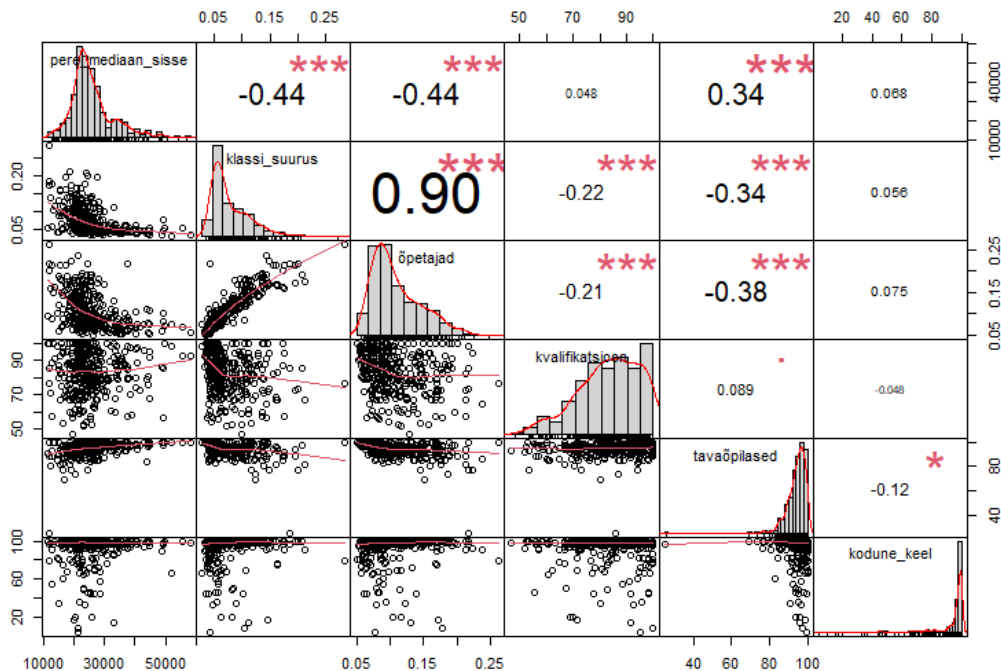 0.05 0.15 0.25 50 70 90 20 40 60 80
pere_mediaan_sisse -0.44 *** -0.44 *** 0.048 0.34 *** 0.068
100000 400000
0.05 0.20
klassi_suurus 0.90 *** -0.22 *** -0.34 *** 0.056
õpetajad -0.21 *** -0.38 *** 0.075
0.05 0.15 0.25
50 70 90
kvalifikatsioon 0.089 . -0.046
tavaõpilased -0.12 *
40 80
20 60 100
kodune_keel
10000 30000 50000 0.05 0.15 0.25 40 60 80 100